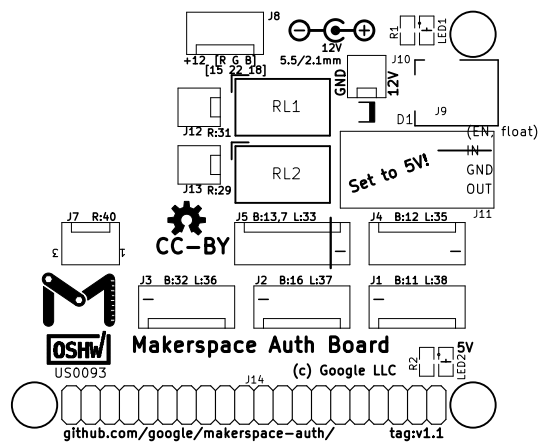 J8
+12 [R G B]
[15 22 18]
12V
5.5/2.1mm
R1
LED1
J10
GND
12V
J9
D1
J12 R:31
RL1
J13 R:29
RL2
Set to 5V!
(EN, float)
IN
GND
OUT
J11
J7 R:40
3
1
CC-BY
J5 B:13,7 L:33
J4 B:12 L:35
J3 B:32 L:36
J2 B:16 L:37
J1 B:11 L:38
M
OSHW
US0093
Makerspace Auth Board
(c) Google LLC
R2
LED2
5V
J14
github.com/google/makerspace-auth/ tag:v1.1